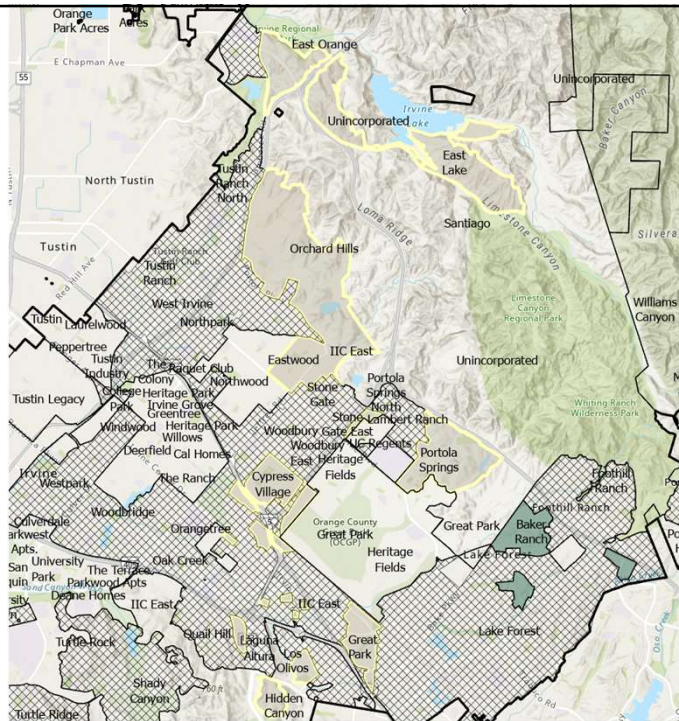 Orange
Park Acres
Acres
Irvine Regional
East Orange
E Chapman Ave
55
Unincorporated
Irvine
Lake
Unincorporated
Baker Canyon
East
Lake
Tustin
Ranch
North
North Tustin
Loma Ridge
Limestone Canyon
Santiago
Silvera
Tustin
Red Hill Ave
Orchard Hills
Tustin Ranch
Golf Club
Tustin
Ranch
West Irvine
Limestone
Canyon
Regional Park
Northpark
Williams
Canyon
Tustin
Laurelwood
Peppertree
IIC East
Eastwood
Unincorporated
Tustin
Industry
The
Colony
Raquet Club
Northwood
Heritage Park
Stone
Gate
Portola
Springs
North
Whiting Ranch
Wilderness Park
Tustin Legacy
College
Park
Irvine Grove
Greentree
Windwood
Heritage Park
Willows
Stone
Gate East
Lambert Ranch
Woodbury
UC Regents
Woodbury
East
Heritage
Fields
Deerfield
Cal Homes
Portola
Springs
Irvine
Westpark
The Ranch
Cypress
Village
Foothill
Ranch
Foothill Ranch
Woodbridge
Orange County
Great Park
(OCGP)
Great Park
Baker
Ranch
Culverdale
Orangetree
Parkwest
Apts.
Heritage
Fields
Lake Forest
Oak Creek
University
Park
The Terrace
Parkwood Apts
San
Sand Canyon
Deane Homes
IIC East
IIC East
Lake Forest
Turtle Rock
Quail Hill
Laguna
Altura
Great
Park
Los
Olivos
Shady
Canyon
Hidden
Canyon
Turtle Ridge
Oso Creek